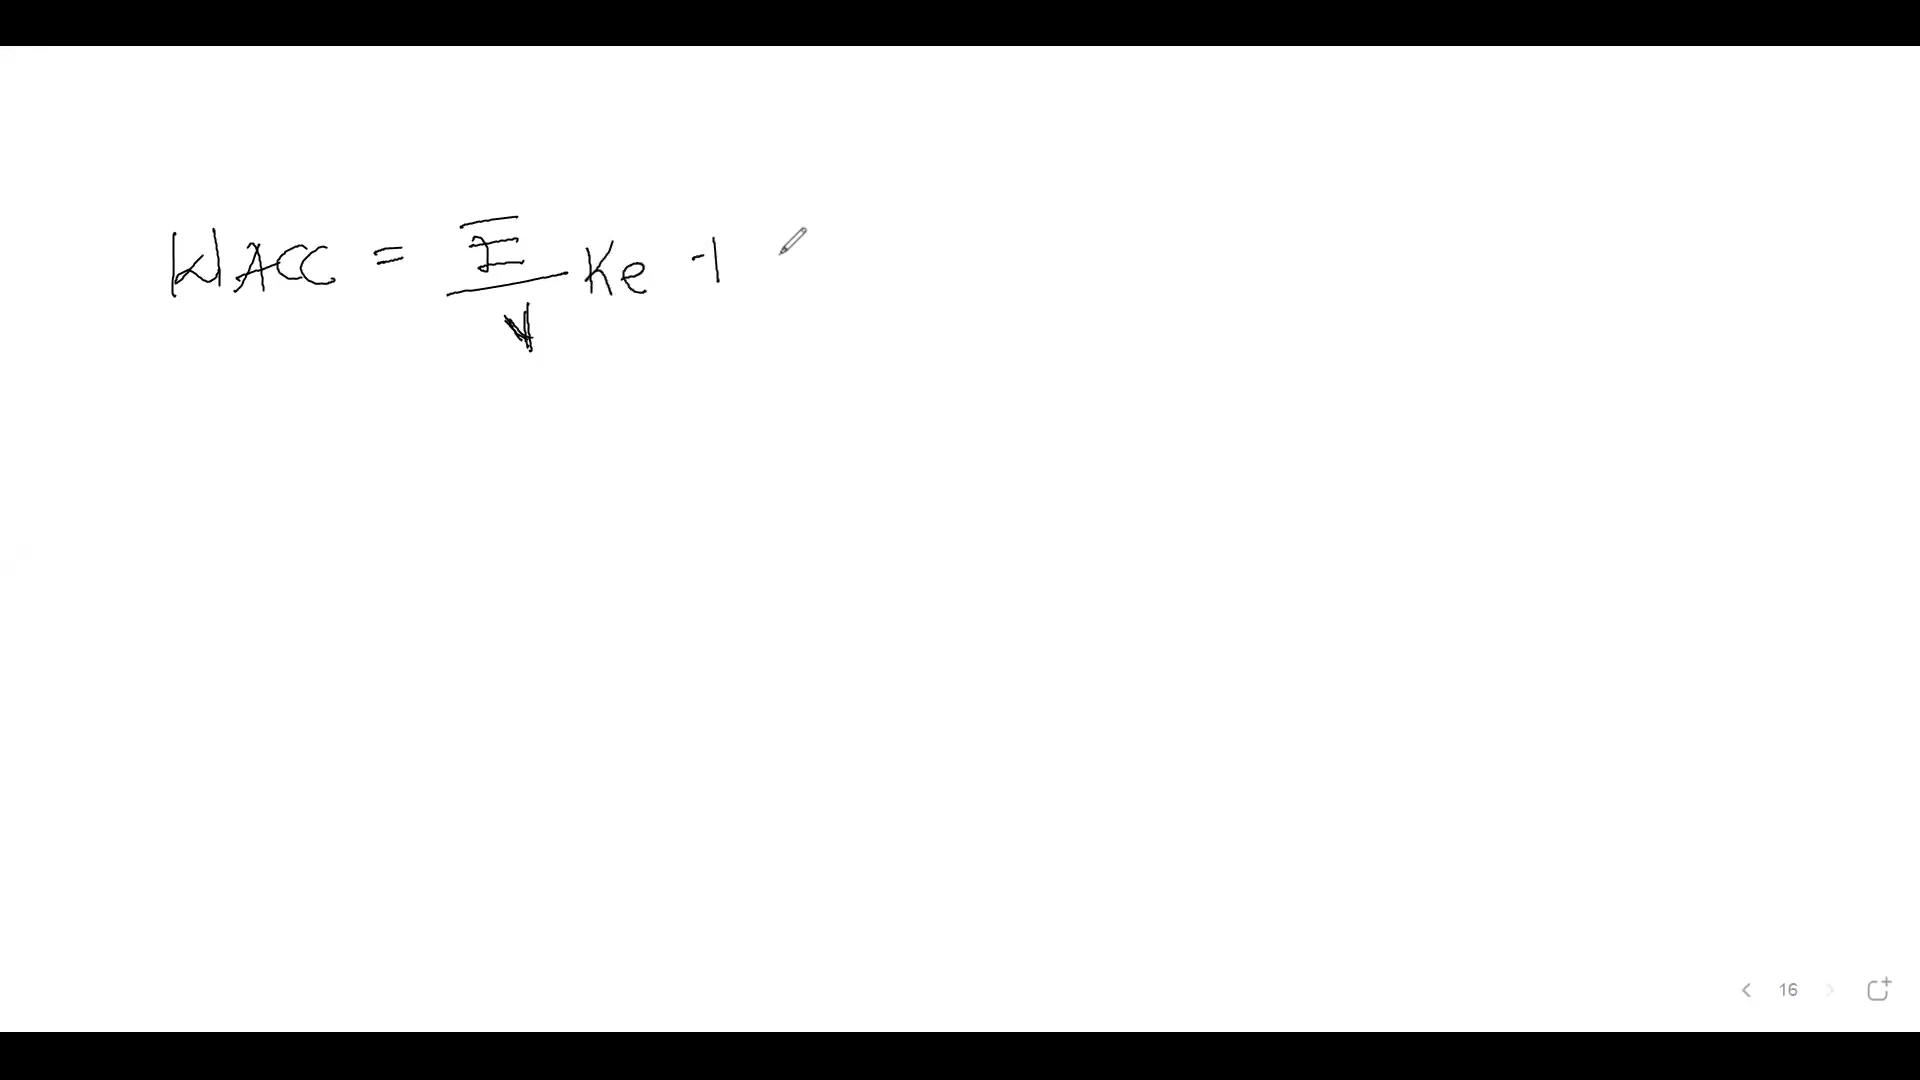 WACC = E/V Ke +
16